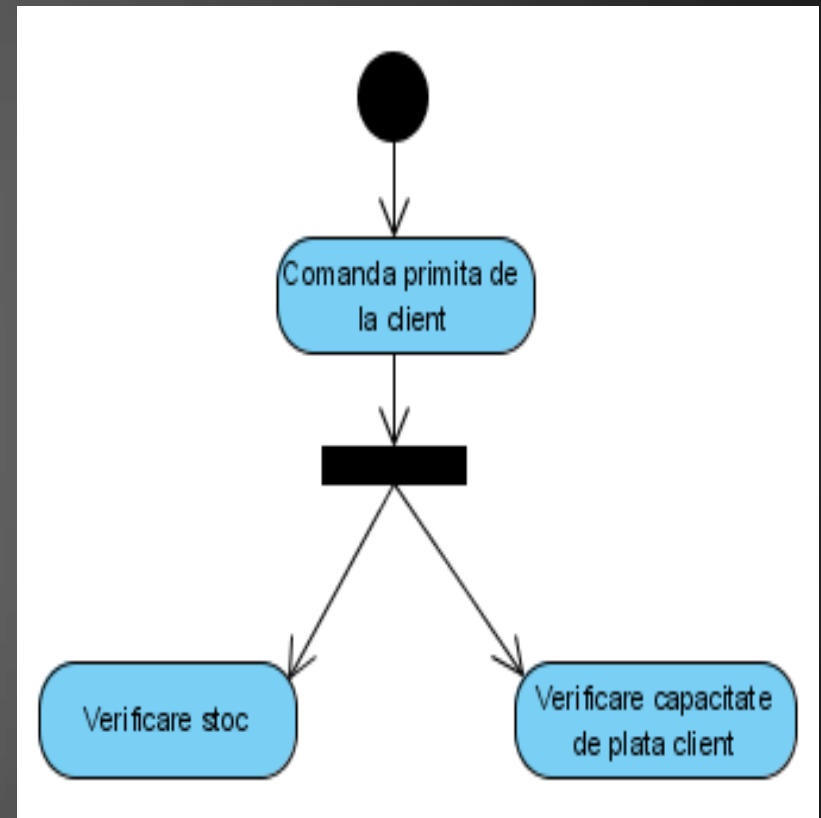 Comanda primita de
la client
Verificare stoc
Verificare capacitate
de plata client